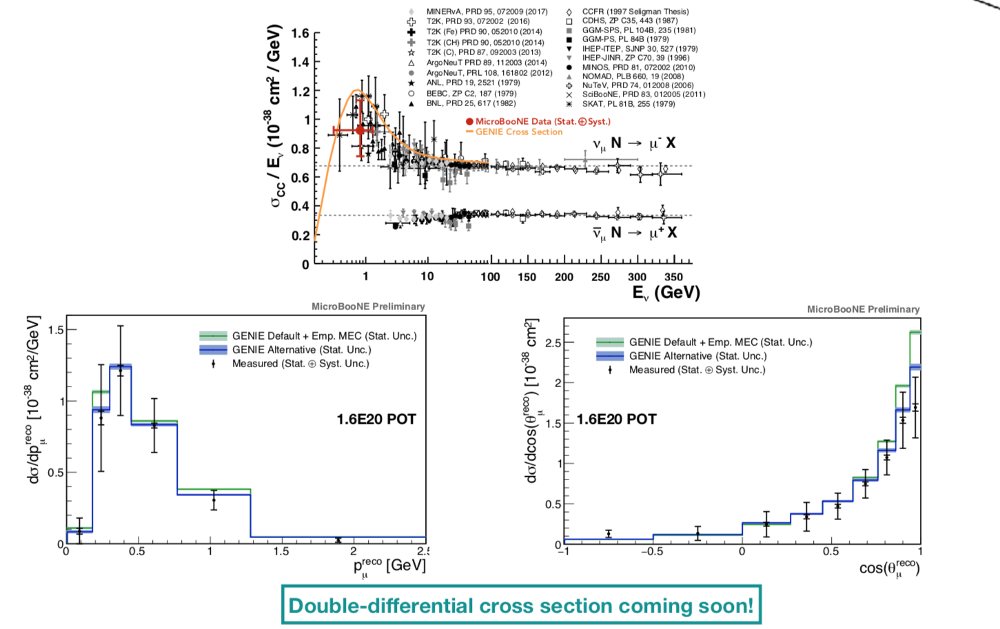 MINERvA, PRD 95, 072009 (2017)
T2K, PRD 93, 072002 (2016)
T2K (Fe) PRD 90, 052010 (2014)
T2K (CH) PRD 90, 052010 (2014)
T2K (C), PRD 87, 092003 (2013)
ArgoNeuT PRD 89, 112003 (2014)
ArgoNeuT, PRL 108, 161802 (2012)
ANL, PRD 19, 2521 (1979)
BEBC, ZP C2, 187 (1979)
BNL, PRD 25, 617 (1982)
CCFR (1997 Seligman Thesis)
CDHS, ZP C35, 443 (1987)
GGM-SPS, PL 104B, 235 (1981)
GGM-PS, PL 84B (1979)
IHEP-ITEP, SJNP 30, 527 (1979)
IHEP-JINR, ZP C70, 39 (1996)
MINOS, PRD 81, 072002 (2010)
NOMAD, PLB 660, 19 (2008)
NuTeV, PRD 74, 012008 (2006)
SciBooNE, PRD 83, 012005 (2011)
SKAT, PL 81B, 255 (1979)
MicroBooNE Data (Stat. ⊕ Syst.)
GENIE Cross Section
ν_μ N → μ⁻ X
ν̄_μ N → μ⁺ X
σ_CC / E_ν (10⁻³⁸ cm² / GeV)
1.6
1.4
1.2
1
0.8
0.6
0.4
0.2
0
1 10 100 150 200 250 300 350
E_ν (GeV)
MicroBooNE Preliminary
GENIE Default + Emp. MEC (Stat. Unc.)
GENIE Alternative (Stat. Unc.)
Measured (Stat. ⊕ Syst. Unc.)
1.6E20 POT
dσ/dp_μ^reco [10⁻³⁸ cm²/GeV]
1.5
1
0.5
0
0 0.5 1 1.5 2 2.5
p_μ^reco [GeV]
MicroBooNE Preliminary
GENIE Default + Emp. MEC (Stat. Unc.)
GENIE Alternative (Stat. Unc.)
Measured (Stat. ⊕ Syst. Unc.)
1.6E20 POT
dσ/dcos(θ_μ^reco) [10⁻³⁸ cm²]
2.5
2
1.5
1
0.5
0
−1 −0.5 0 0.5 1
cos(θ_μ^reco)
Double-differential cross section coming soon!